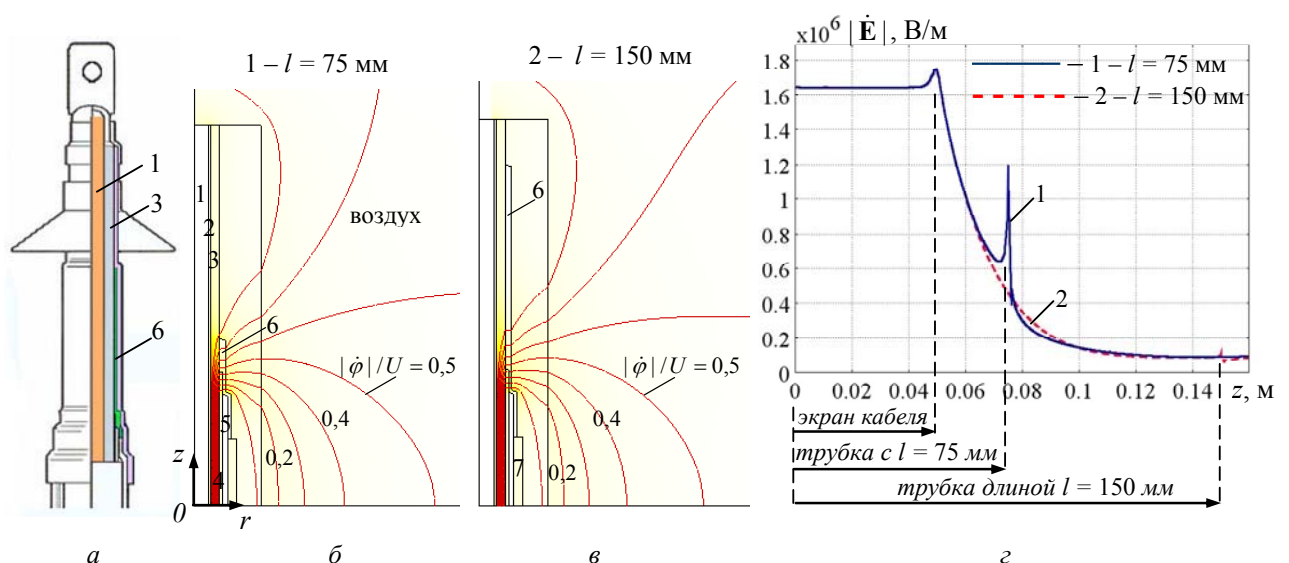 1
3
6
а
1 – l = 75 мм
воздух
1
2
3
6
|φ̇|/U = 0,5
0,4
5
0,2
4
z
0
r
б
2 – l = 150 мм
6
|φ̇|/U = 0,5
0,4
7
0,2
в
x10⁶ |Ė|, В/м
– 1 – l = 75 мм
– 2 – l = 150 мм
1.8
1.6
1.4
1.2
1
0.8
0.6
0.4
0.2
0
1
2
0 0.02 0.04 0.06 0.08 0.1 0.12 0.14 z, м
экран кабеля
трубка с l = 75 мм
трубка длиной l = 150 мм
г